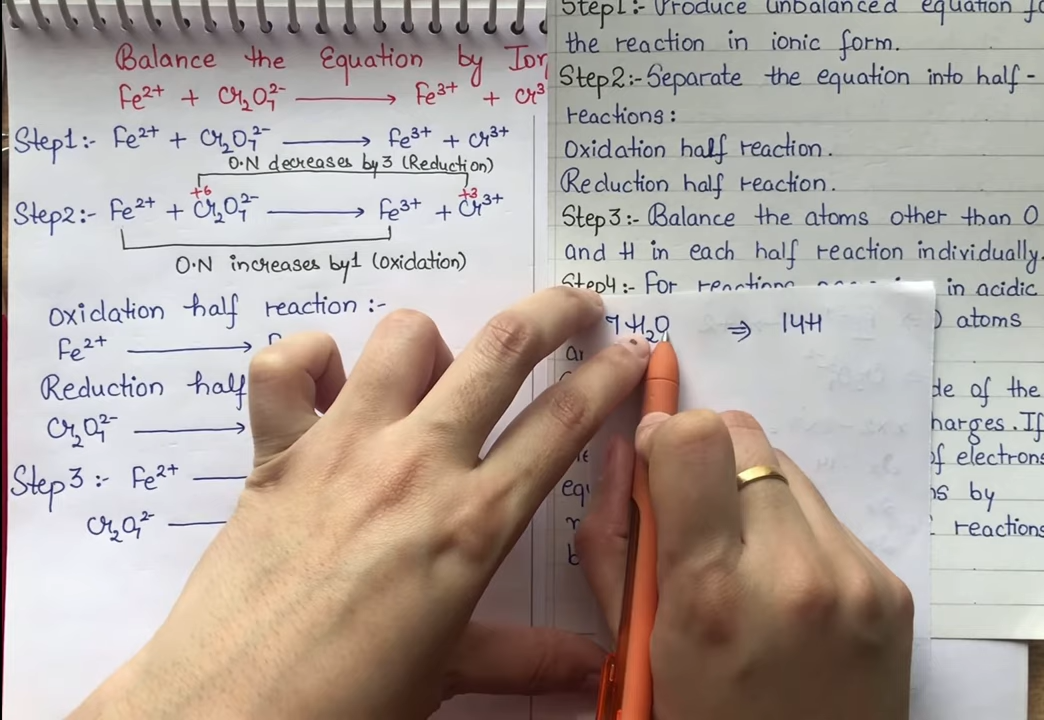 Balance the Equation by Ion
Fe²⁺ + Cr₂O₇²⁻ ⟶ Fe³⁺ + Cr³
Step1:- Fe²⁺ + Cr₂O₇²⁻ ⟶ Fe³⁺ + Cr³⁺
O.N decreases by 3 (Reduction)
+6 +3
Step2:- Fe²⁺ + Cr₂O₇²⁻ ⟶ Fe³⁺ + Cr³⁺
O.N increases by 1 (oxidation)
Oxidation half reaction :-
Fe²⁺ ⟶
Reduction half
Cr₂O₇²⁻ ⟶
Step 3 :- Fe²⁺
Cr₂O₇²⁻
Step1:- Produce unbalanced equation fo
the reaction in ionic form.
Step2:- Separate the equation into half-
reactions:
Oxidation half reaction.
Reduction half reaction.
Step3:- Balance the atoms other than O
and H in each half reaction individually.
Step4:- For reactions in acidic
7H₂O ⇒ 14H
atoms
de of the
harges. If
of electrons
by
reactions